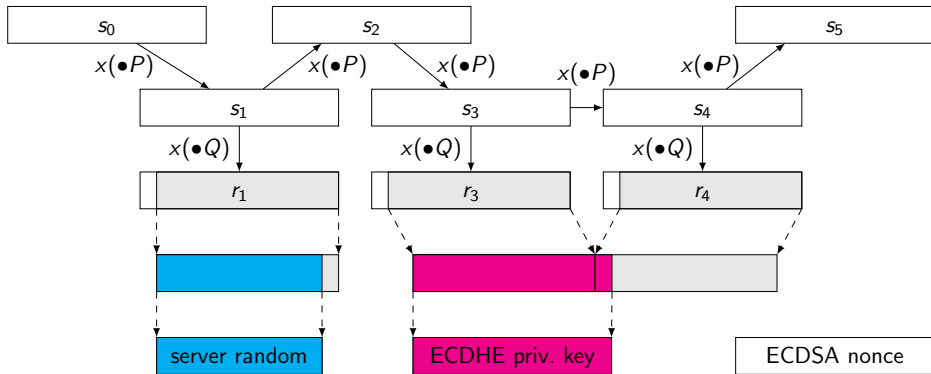 s₀ s₂ s₅
x(•P) x(•P) x(•P) x(•P) x(•P)
s₁ s₃ s₄
x(•Q) x(•Q) x(•Q)
r₁ r₃ r₄
server random ECDHE priv. key ECDSA nonce